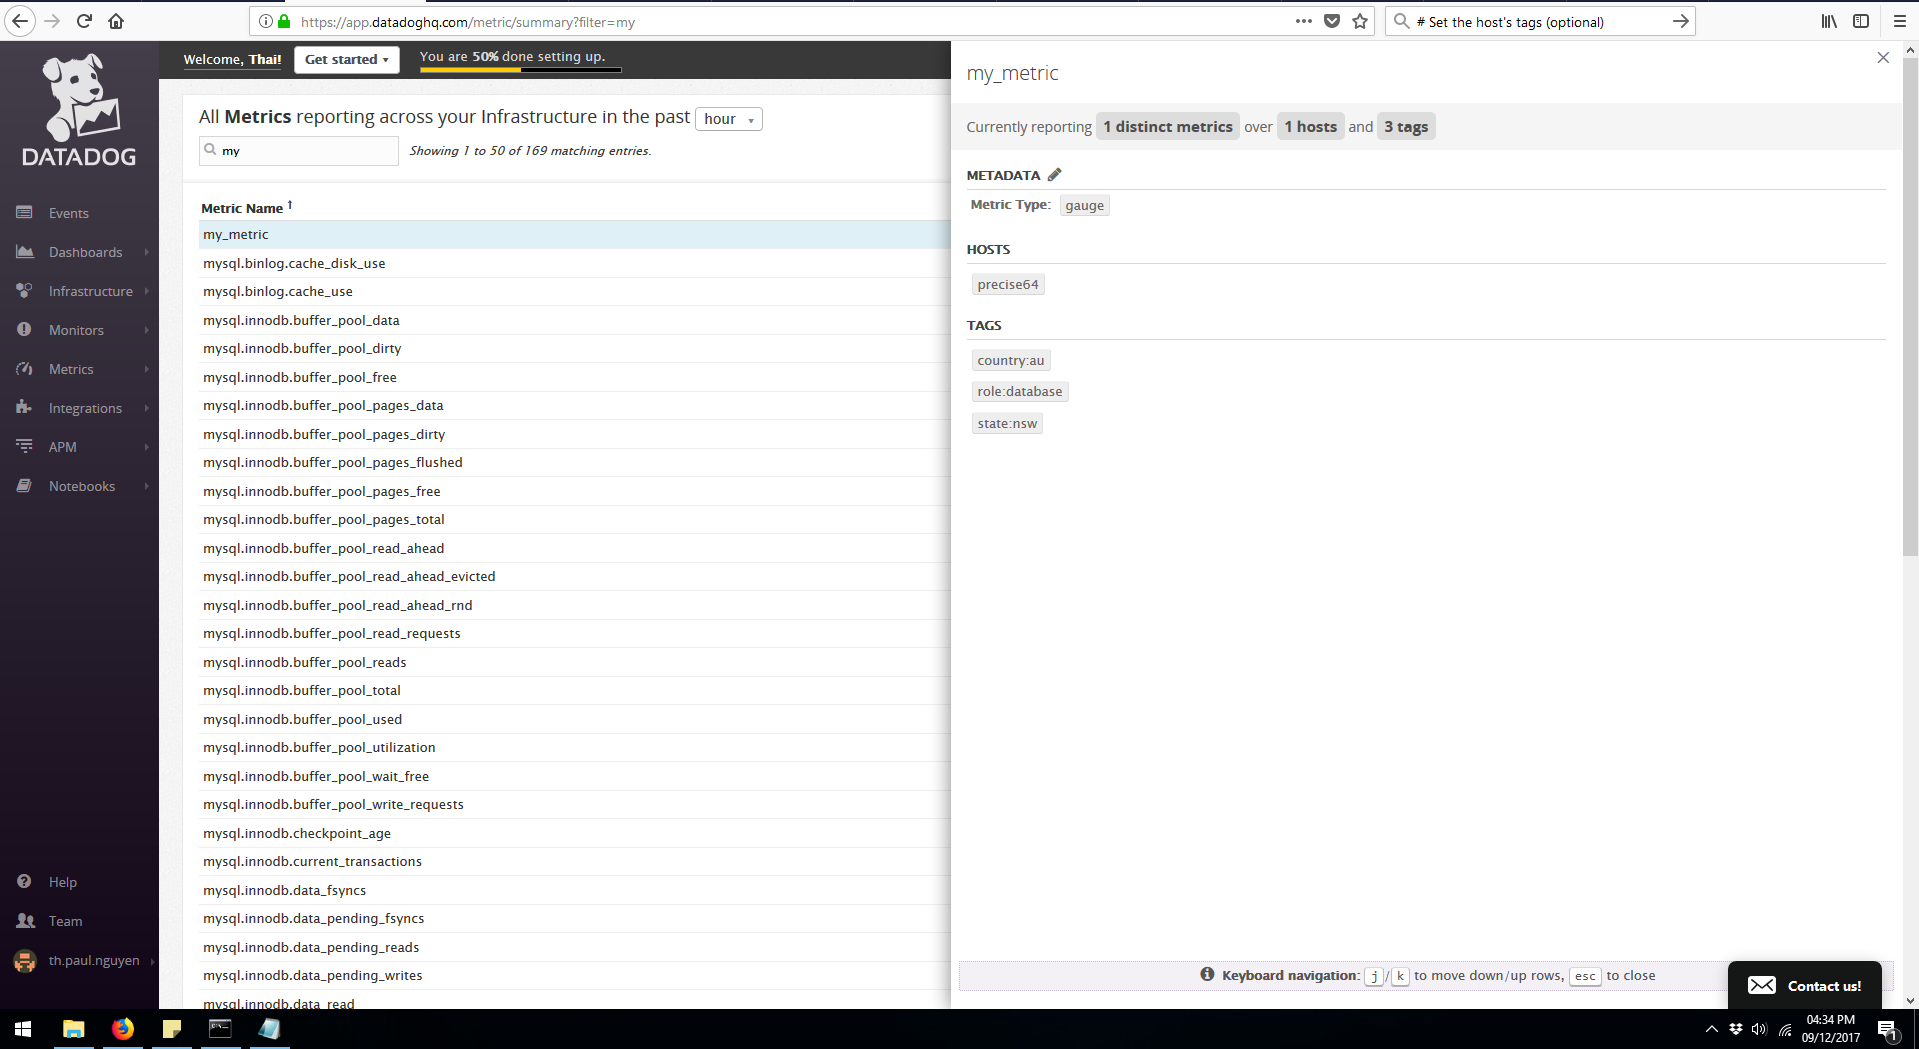 https://app.datadoghq.com/metric/summary?filter=my
# Set the host's tags (optional)
DATADOG
Events
Dashboards
Infrastructure
Monitors
Metrics
Integrations
APM
Notebooks
Help
Team
th.paul.nguyen
Welcome, Thai!
Get started
You are 50% done setting up.
All Metrics reporting across your Infrastructure in the past hour
my
Showing 1 to 50 of 169 matching entries.
Metric Name ↑
my_metric
mysql.binlog.cache_disk_use
mysql.binlog.cache_use
mysql.innodb.buffer_pool_data
mysql.innodb.buffer_pool_dirty
mysql.innodb.buffer_pool_free
mysql.innodb.buffer_pool_pages_data
mysql.innodb.buffer_pool_pages_dirty
mysql.innodb.buffer_pool_pages_flushed
mysql.innodb.buffer_pool_pages_free
mysql.innodb.buffer_pool_pages_total
mysql.innodb.buffer_pool_read_ahead
mysql.innodb.buffer_pool_read_ahead_evicted
mysql.innodb.buffer_pool_read_ahead_rnd
mysql.innodb.buffer_pool_read_requests
mysql.innodb.buffer_pool_reads
mysql.innodb.buffer_pool_total
mysql.innodb.buffer_pool_used
mysql.innodb.buffer_pool_utilization
mysql.innodb.buffer_pool_wait_free
mysql.innodb.buffer_pool_write_requests
mysql.innodb.checkpoint_age
mysql.innodb.current_transactions
mysql.innodb.data_fsyncs
mysql.innodb.data_pending_fsyncs
mysql.innodb.data_pending_reads
mysql.innodb.data_pending_writes
mysql.innodb.data_read
my_metric
Currently reporting 1 distinct metrics over 1 hosts and 3 tags
METADATA
Metric Type: gauge
HOSTS
precise64
TAGS
country:au
role:database
state:nsw
Keyboard navigation: j / k to move down/up rows, esc to close
Contact us!
04:34 PM
09/12/2017
1